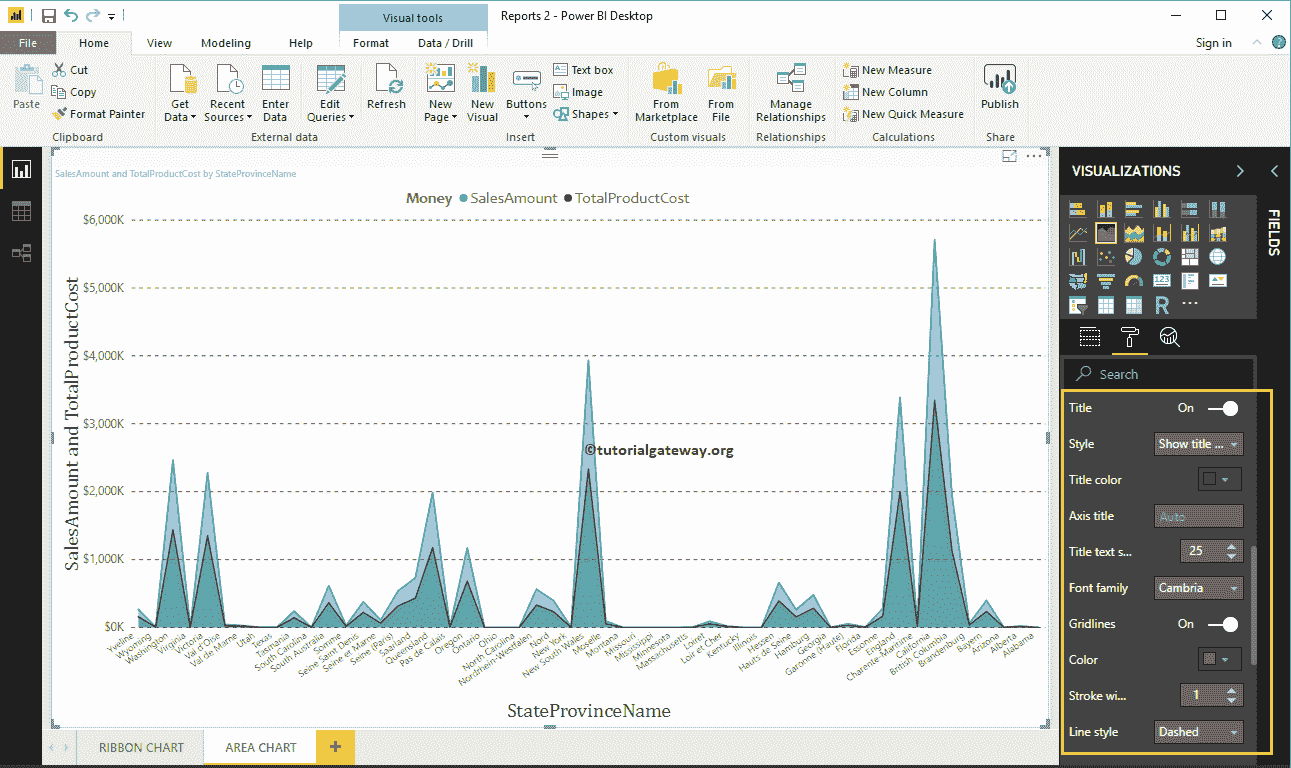 Visual tools
Reports 2 - Power BI Desktop
File
Home
View
Modeling
Help
Format
Data / Drill
Sign in
Paste
Cut
Copy
Format Painter
Clipboard
Get
Data
Recent
Sources
Enter
Data
Edit
Queries
External data
Refresh
New
Page
New
Visual
Buttons
Text box
Image
Shapes
Insert
From
Marketplace
From
File
Custom visuals
Manage
Relationships
Relationships
New Measure
New Column
New Quick Measure
Calculations
Publish
Share
SalesAmount and TotalProductCost by StateProvinceName
Money SalesAmount TotalProductCost
SalesAmount and TotalProductCost
$6,000K
$5,000K
$4,000K
$3,000K
$2,000K
$1,000K
$0K
©tutorialgateway.org
Yveline
Wyoming
Washington
Virginia
Victoria
Val d'Oise
Val de Marne
Utah
Texas
Tasmania
South Carolina
South Australia
Somme
Seine Saint Denis
Seine et Marne
Seine (Paris)
Saarland
Queensland
Pas de Calais
Oregon
Ontario
Ohio
North Carolina
Nordrhein-Westfalen
Nord
New York
New South Wales
Moselle
Montana
Missouri
Mississippi
Minnesota
Massachusetts
Loiret
Loir et Cher
Kentucky
Illinois
Hessen
Hauts de Seine
Hamburg
Georgia
Garonne (Haute)
Florida
Essonne
England
Charente-Maritime
California
British Columbia
Brandenburg
Bayern
Arizona
Alberta
Alabama
StateProvinceName
RIBBON CHART
AREA CHART
+
VISUALIZATIONS
FIELDS
123
R
Search
Title
On
Style
Show title ...
Title color
Axis title
Auto
Title text s...
25
Font family
Cambria
Gridlines
On
Color
Stroke wi...
1
Line style
Dashed